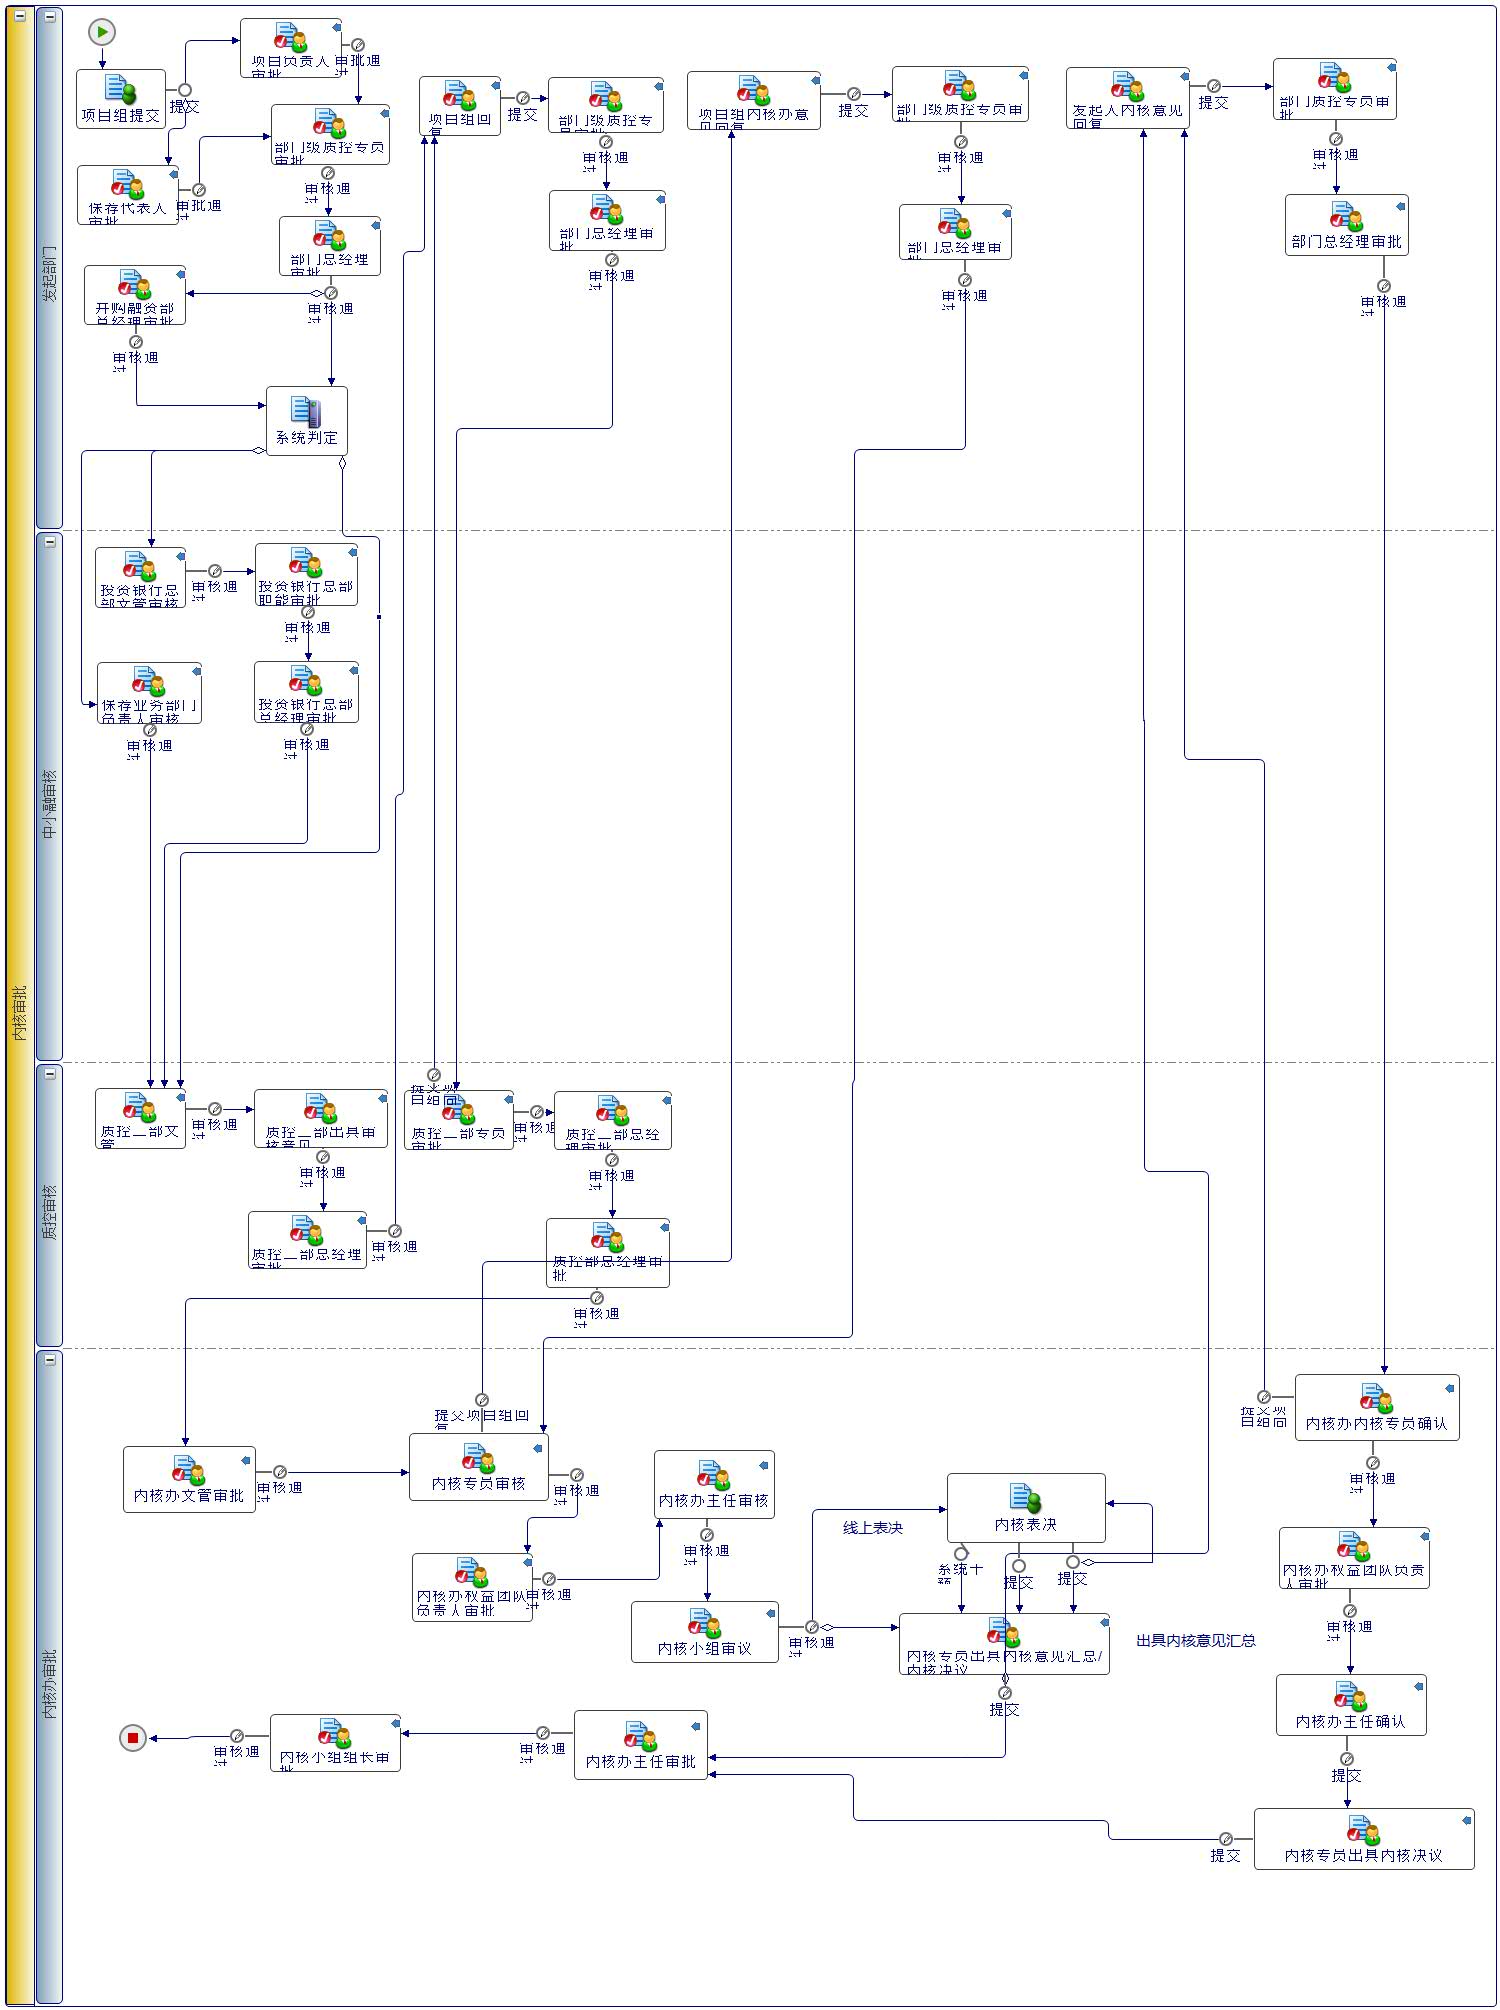 内核审批
发起部门
项目组提交
提交
项目负责人
审批
审批通
过
保存代表人
审批
审批通
过
部门级质控专员
审批
审核通
过
部门总经理
审批
审核通
过
并购融资部
总经理审批
审核通
过
系统判定
项目组回
复
提交
部门级质控专
员审批
审核通
过
部门总经理审
批
审核通
过
项目组内核办意
见回复
提交
部门级质控专员审
批
审核通
过
部门总经理审
批
审核通
过
发起人内核意见
回复
提交
部门质控专员审
批
审核通
过
部门总经理审批
审核通
过
中小融审核
投资银行总
部文管审核
审核通
过
投资银行总部
职能审批
审核通
过
保存业务部门
负责人审核
审核通
过
投资银行总部
总经理审批
审核通
过
质控审核
质控二部文
管
审核通
过
质控二部出具审
核意见
审核通
过
质控二部总经理
审批
审核通
过
提交项
目组回
质控二部专员
审批
审核通
过
质控二部总经
理审批
审核通
过
质控部总经理审
批
审核通
过
内核办审批
内核办文管审批
审核通
过
提交项目组回
复
内核专员审核
审核通
过
内核办权益团队
负责人审批
审核通
过
内核办主任审核
审核通
过
内核小组审议
审核通
过
线上表决
内核表决
系统干
预
提交
提交
内核专员出具内核意见汇总/
内核决议
出具内核意见汇总
提交
提交项
目组回
内核办内核专员确认
审核通
过
内核办权益团队负责
人审批
审核通
过
内核办主任确认
提交
内核专员出具内核决议
提交
内核办主任审批
审核通
过
内核小组组长审
批
审核通
过